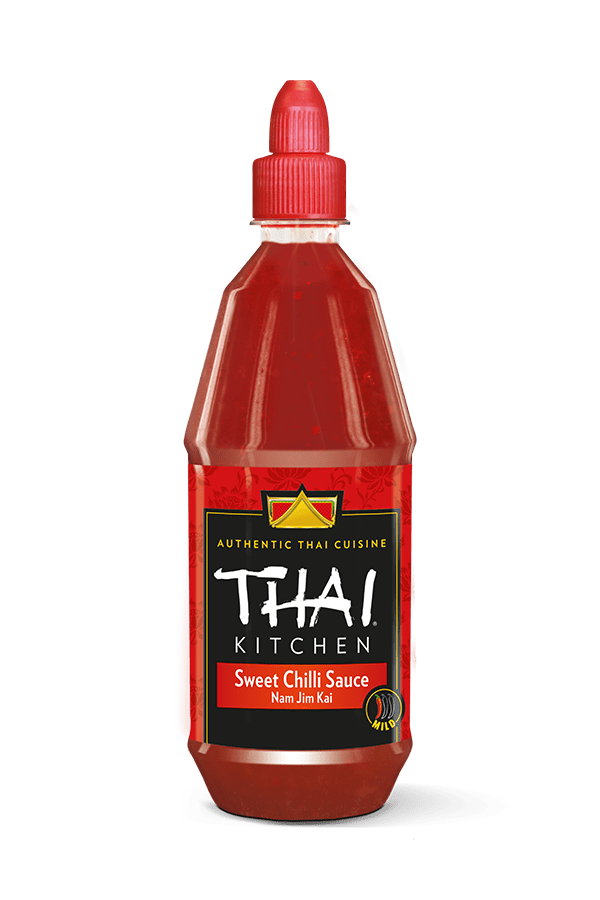 AUTHENTIC THAI CUISINE
THAI
KITCHEN
Sweet Chilli Sauce
Nam Jim Kai
MILD